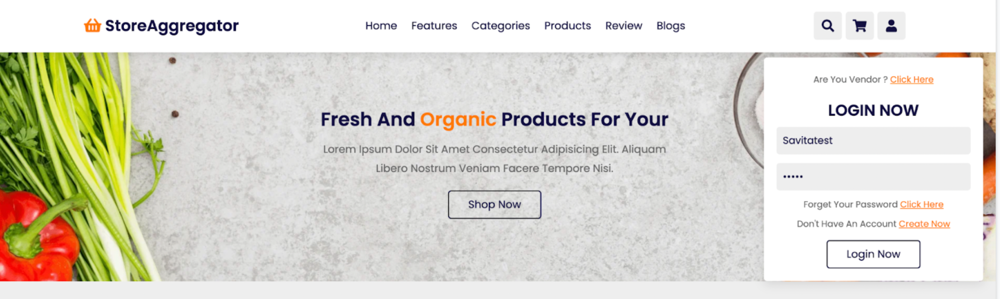 StoreAggregator
Home Features Categories Products Review Blogs
Fresh And Organic Products For Your
Lorem Ipsum Dolor Sit Amet Consectetur Adipisicing Elit. Aliquam
Libero Nostrum Veniam Facere Tempore Nisi.
Shop Now
Are You Vendor ? Click Here
LOGIN NOW
Savitatest
•••••
Forget Your Password Click Here
Don't Have An Account Create Now
Login Now